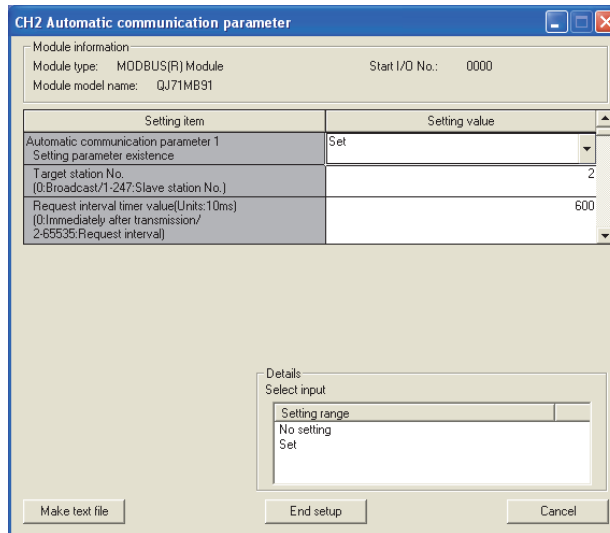 CH2 Automatic communication parameter
Module information
Module type: MODBUS(R) Module Start I/O No.: 0000
Module model name: QJ71MB91
Setting item Setting value
Automatic communication parameter 1 Set
Setting parameter existence
Target station No. 2
(0:Broadcast/1-247:Slave station No.)
Request interval timer value(Units:10ms) 600
(0:Immediately after transmission/
2-65535:Request interval)
Details
Select input
Setting range
No setting
Set
Make text file End setup Cancel